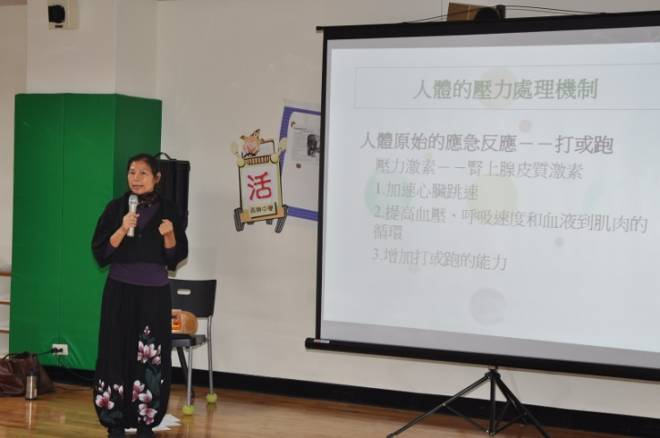 人體的壓力處理機制
人體原始的應急反應－－打或跑
壓力激素－－腎上腺皮質激素
1.加速心臟跳速
2.提高血壓、呼吸速度和血液到肌肉的
循環
3.增加打或跑的能力
活